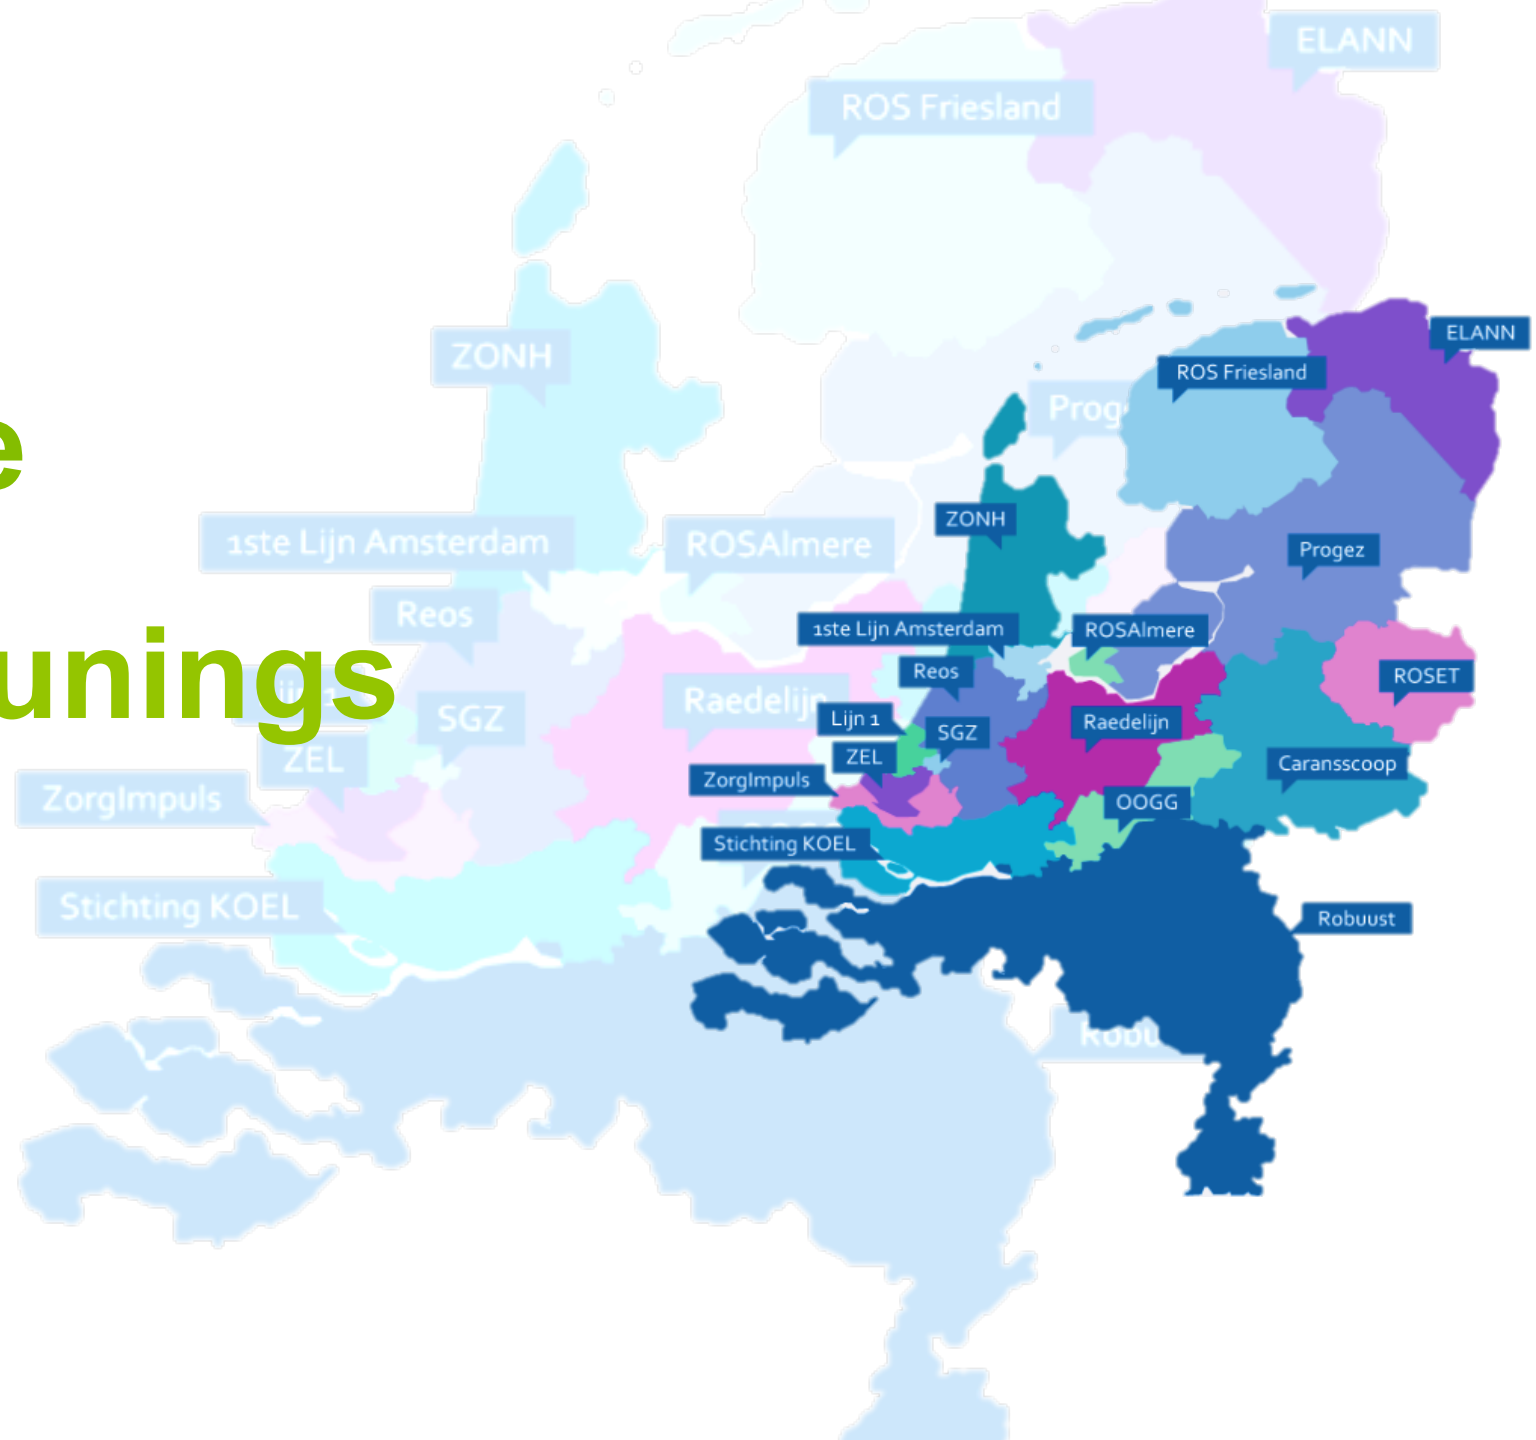 ELANN
ROS Friesland
ELANN
ZONH
ROS Friesland
Prog
e
ZONH
1ste Lijn Amsterdam
ROSAlmere
Progez
Reos
1ste Lijn Amsterdam
ROSAlmere
unings
Reos
ROSET
Raedelijn
SGZ
Lijn 1
SGZ
Raedelijn
ZEL
ZEL
Caransscoop
ZorgImpuls
ZorgImpuls
OOGG
Stichting KOEL
Stichting KOEL
Robuust
Robu